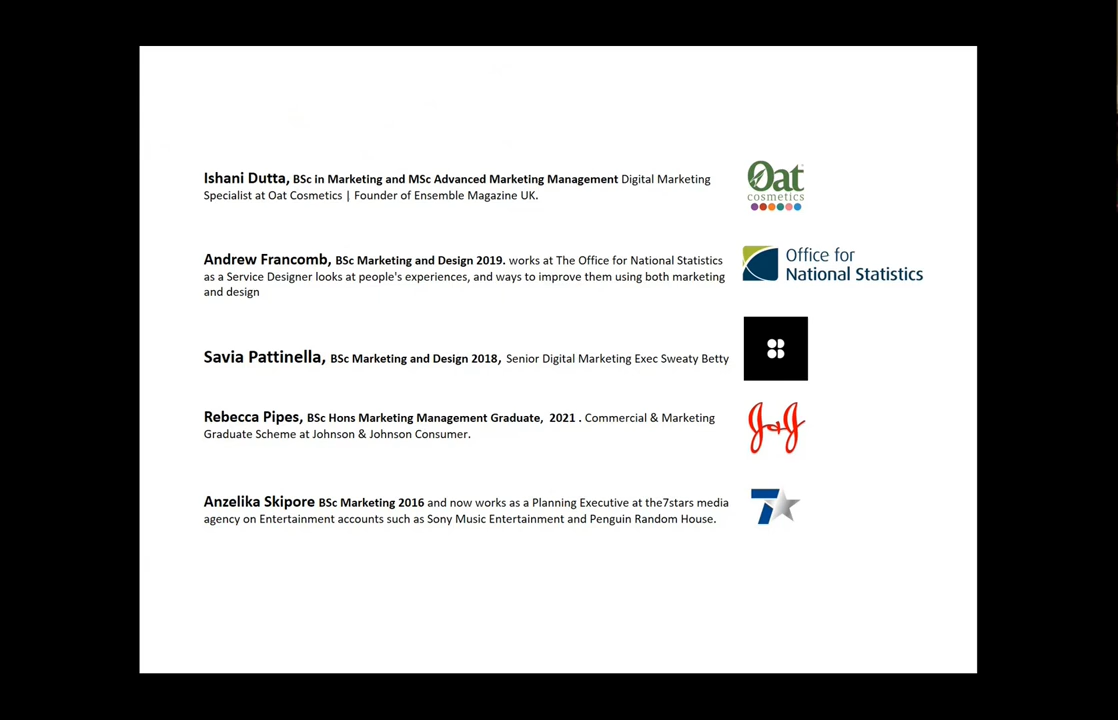 Ishani Dutta, BSc in Marketing and MSc Advanced Marketing Management Digital Marketing
Specialist at Oat Cosmetics | Founder of Ensemble Magazine UK.
Oat
cosmetics
Andrew Francomb, BSc Marketing and Design 2019. works at The Office for National Statistics
as a Service Designer looks at people's experiences, and ways to improve them using both marketing
and design
Office for
National Statistics
Savia Pattinella, BSc Marketing and Design 2018, Senior Digital Marketing Exec Sweaty Betty
Rebecca Pipes, BSc Hons Marketing Management Graduate, 2021 . Commercial & Marketing
Graduate Scheme at Johnson & Johnson Consumer.
J&J
Anzelika Skipore BSc Marketing 2016 and now works as a Planning Executive at the7stars media
agency on Entertainment accounts such as Sony Music Entertainment and Penguin Random House.
7